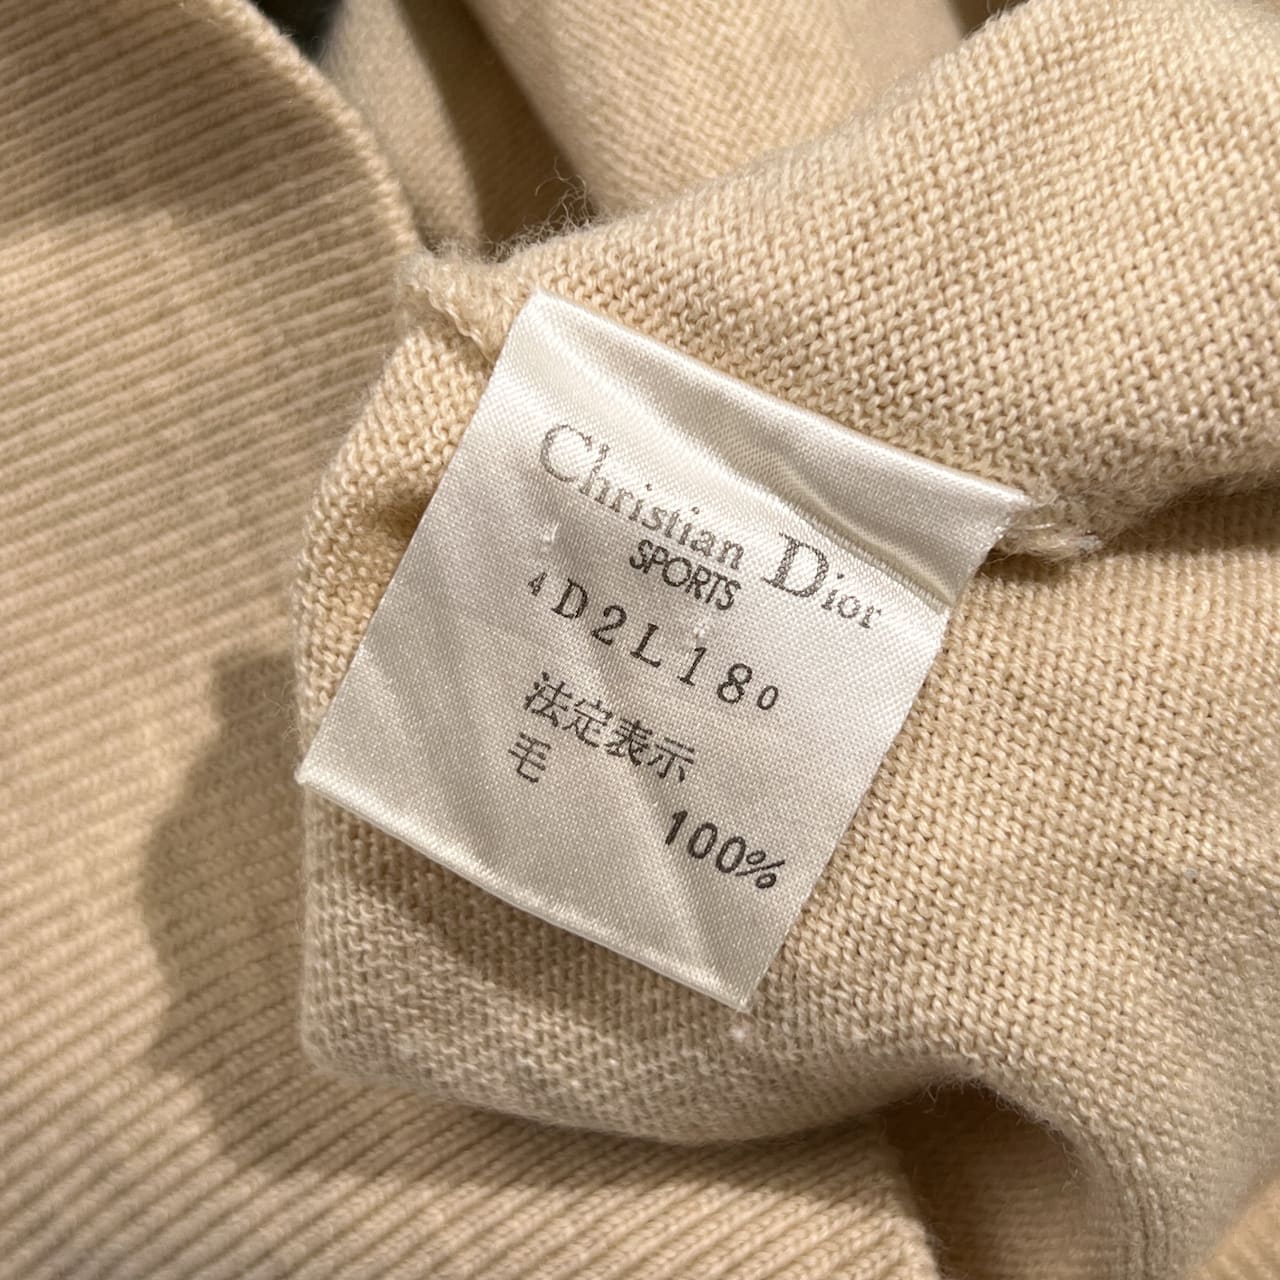 Christian Dior
SPORTS
4D2L180
法定表示
毛
100%